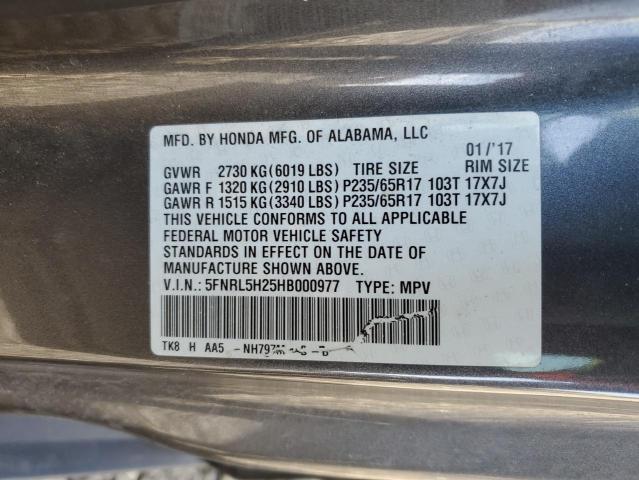 MFD. BY HONDA MFG. OF ALABAMA, LLC
01/'17
GVWR 2730 KG(6019 LBS) TIRE SIZE RIM SIZE
GAWR F 1320 KG(2910 LBS) P235/65R17 103T 17X7J
GAWR R 1515 KG(3340 LBS) P235/65R17 103T 17X7J
THIS VEHICLE CONFORMS TO ALL APPLICABLE
FEDERAL MOTOR VEHICLE SAFETY
STANDARDS IN EFFECT ON THE DATE OF
MANUFACTURE SHOWN ABOVE.
V.I.N.:5FNRL5H25HB000977 TYPE: MPV
TK8 H AA5